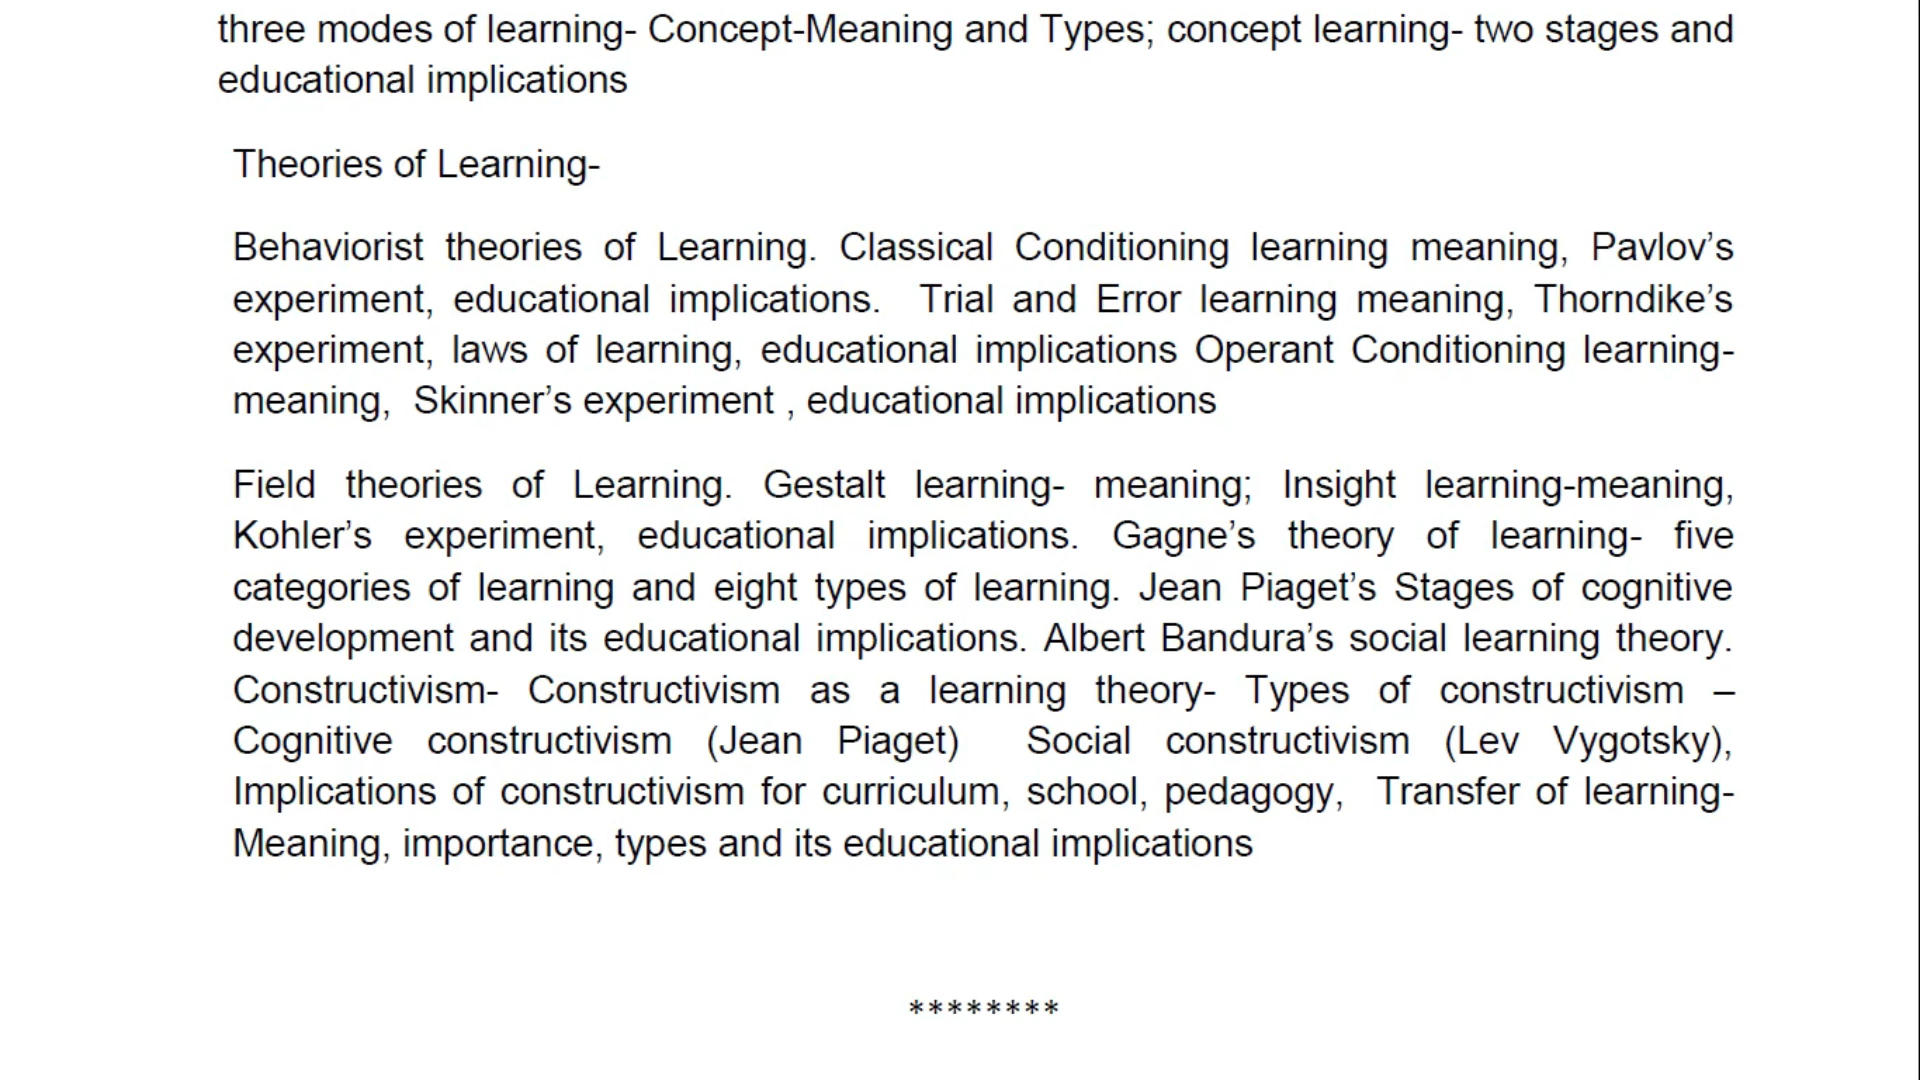 three modes of learning- Concept-Meaning and Types; concept learning- two stages and
educational implications
Theories of Learning-
Behaviorist theories of Learning. Classical Conditioning learning meaning, Pavlov’s
experiment, educational implications.  Trial and Error learning meaning, Thorndike’s
experiment, laws of learning, educational implications Operant Conditioning learning-
meaning,  Skinner’s experiment , educational implications
Field theories of Learning. Gestalt learning- meaning; Insight learning-meaning,
Kohler’s experiment, educational implications. Gagne’s theory of learning- five
categories of learning and eight types of learning. Jean Piaget’s Stages of cognitive
development and its educational implications. Albert Bandura’s social learning theory.
Constructivism- Constructivism as a learning theory- Types of constructivism –
Cognitive constructivism (Jean Piaget)  Social constructivism (Lev Vygotsky),
Implications of constructivism for curriculum, school, pedagogy,  Transfer of learning-
Meaning, importance, types and its educational implications
********